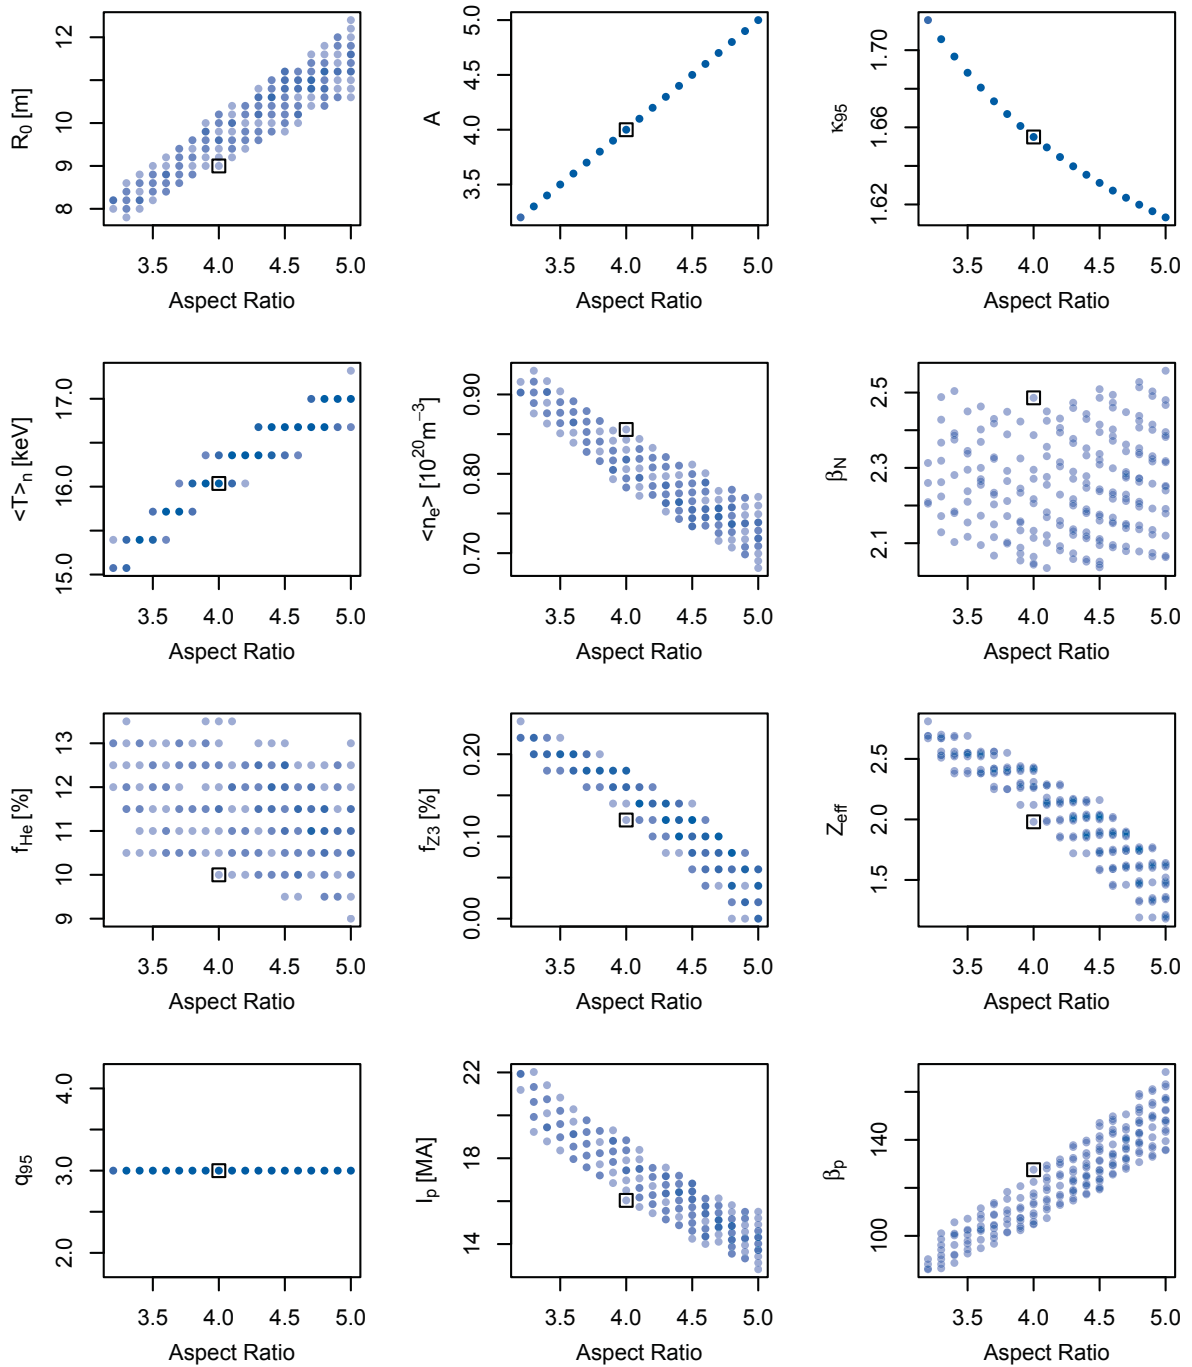 R₀ [m]
8 9 10 12
3.5 4.0 4.5 5.0
Aspect Ratio
A
3.5 4.0 4.5 5.0
3.5 4.0 4.5 5.0
Aspect Ratio
κ₉₅
1.62 1.66 1.70
3.5 4.0 4.5 5.0
Aspect Ratio
<T>ₙ [keV]
15.0 16.0 17.0
3.5 4.0 4.5 5.0
Aspect Ratio
<nₑ> [10²⁰m⁻³]
0.70 0.80 0.90
3.5 4.0 4.5 5.0
Aspect Ratio
β_N
2.1 2.3 2.5
3.5 4.0 4.5 5.0
Aspect Ratio
f_He [%]
9 10 11 12 13
3.5 4.0 4.5 5.0
Aspect Ratio
f_Z3 [%]
0.00 0.10 0.20
3.5 4.0 4.5 5.0
Aspect Ratio
Z_eff
1.5 2.0 2.5
3.5 4.0 4.5 5.0
Aspect Ratio
q₉₅
2.0 3.0 4.0
3.5 4.0 4.5 5.0
Aspect Ratio
I_p [MA]
14 18 22
3.5 4.0 4.5 5.0
Aspect Ratio
β_p
100 140
3.5 4.0 4.5 5.0
Aspect Ratio